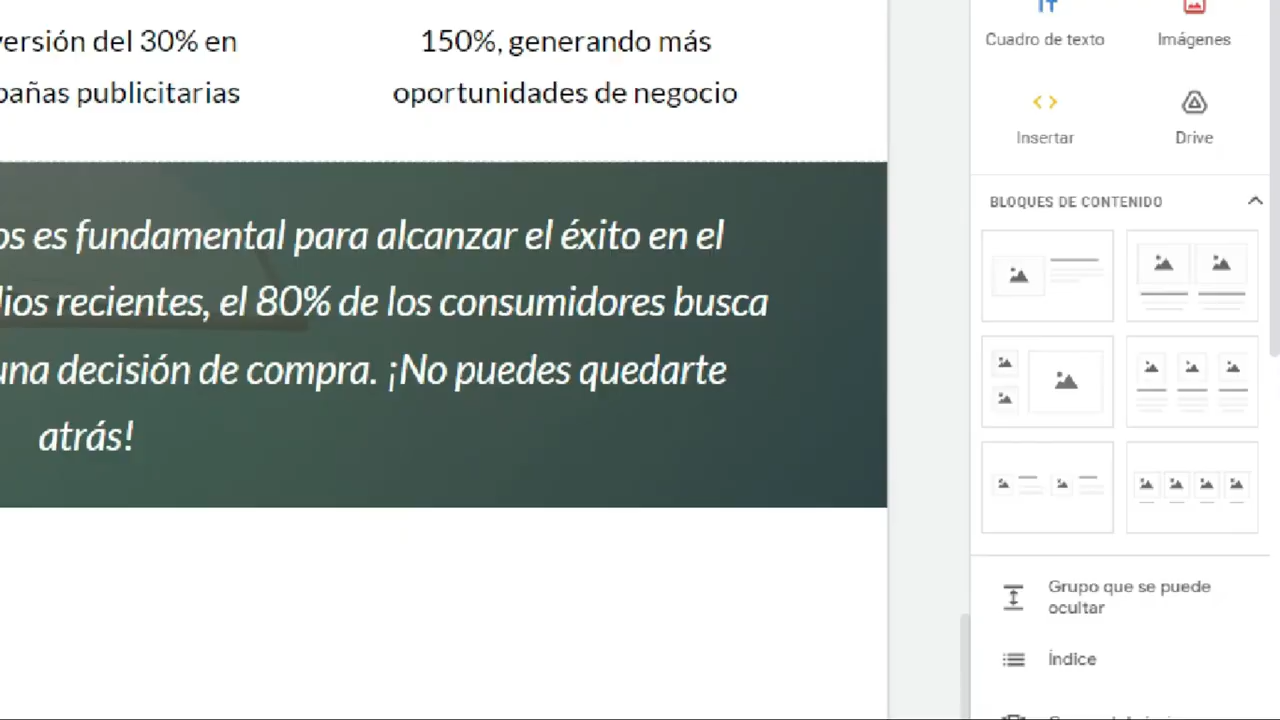 versión del 30% en
pañas publicitarias
150%, generando más
oportunidades de negocio
os es fundamental para alcanzar el éxito en el
dios recientes, el 80% de los consumidores busca
una decisión de compra. ¡No puedes quedarte
atrás!
Cuadro de texto
Imágenes
Insertar
Drive
BLOQUES DE CONTENIDO
Grupo que se puede
ocultar
Índice